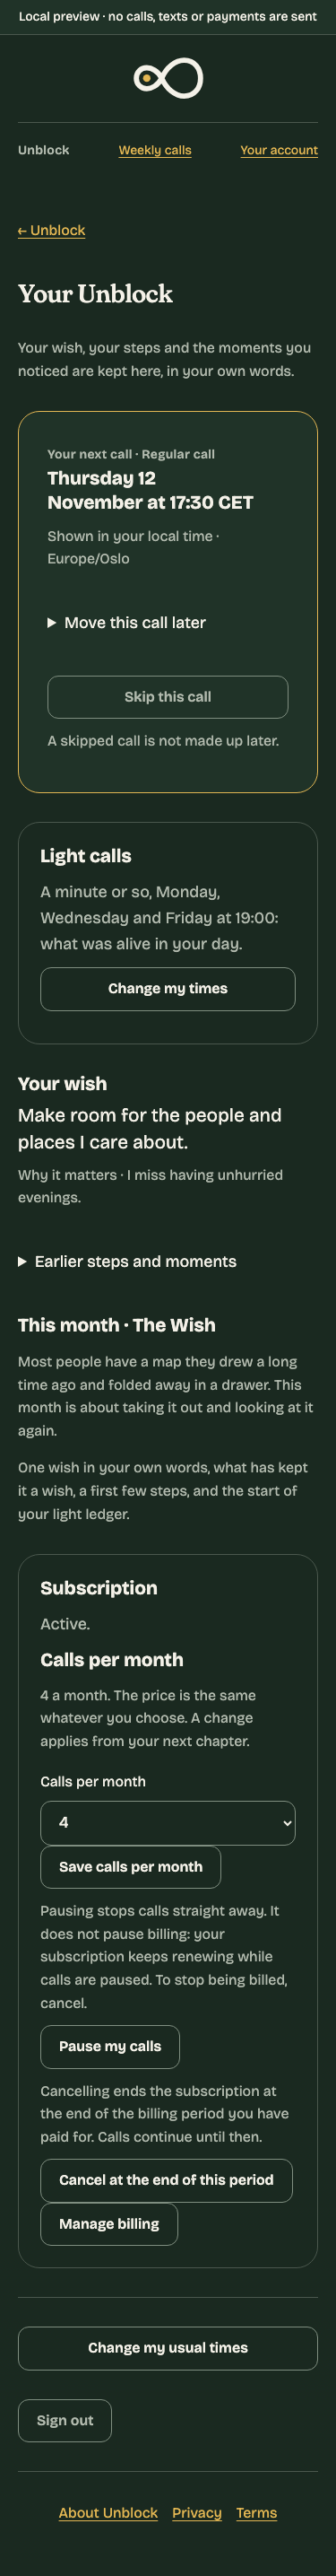 Local preview · no calls, texts or payments are sent
Unblock Weekly calls Your account
← Unblock
Your Unblock
Your wish, your steps and the moments you
noticed are kept here, in your own words.
Your next call · Regular call
Thursday 12
November at 17:30 CET
Shown in your local time ·
Europe/Oslo
▶ Move this call later
Skip this call
A skipped call is not made up later.
Light calls
A minute or so, Monday,
Wednesday and Friday at 19:00:
what was alive in your day.
Change my times
Your wish
Make room for the people and
places I care about.
Why it matters · I miss having unhurried
evenings.
▶ Earlier steps and moments
This month · The Wish
Most people have a map they drew a long
time ago and folded away in a drawer. This
month is about taking it out and looking at it
again.
One wish in your own words, what has kept
it a wish, a first few steps, and the start of
your light ledger.
Subscription
Active.
Calls per month
4 a month. The price is the same
whatever you choose. A change
applies from your next chapter.
Calls per month
4
Save calls per month
Pausing stops calls straight away. It
does not pause billing: your
subscription keeps renewing while
calls are paused. To stop being billed,
cancel.
Pause my calls
Cancelling ends the subscription at
the end of the billing period you have
paid for. Calls continue until then.
Cancel at the end of this period
Manage billing
Change my usual times
Sign out
About Unblock Privacy Terms